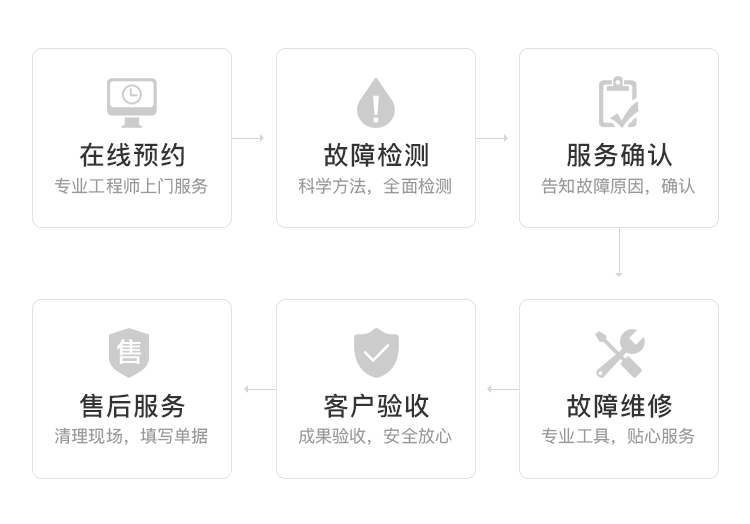 在线预约
专业工程师上门服务
故障检测
科学方法，全面检测
服务确认
告知故障原因，确认
故障维修
专业工具，贴心服务
客户验收
成果验收，安全放心
售
售后服务
清理现场，填写单据